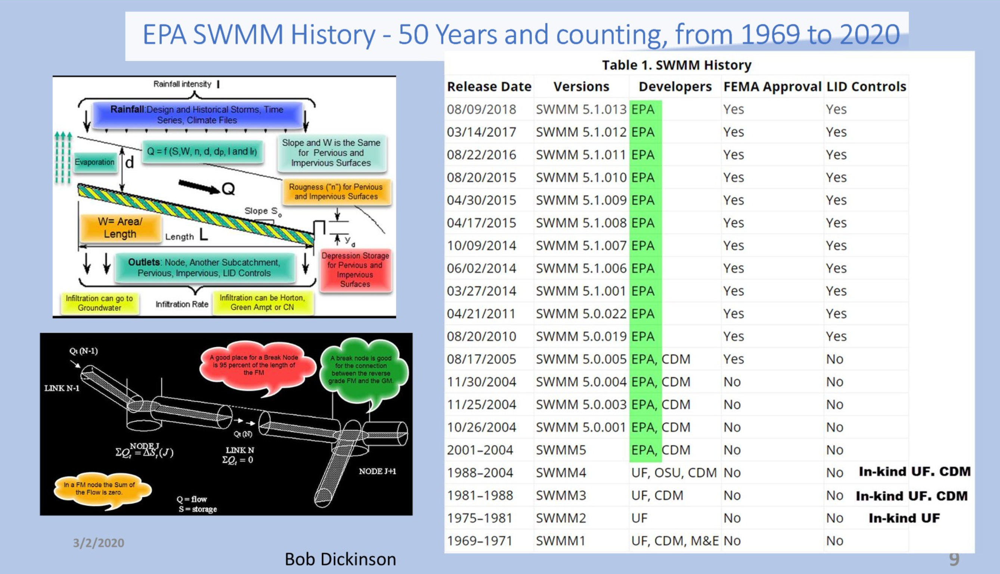 EPA SWMM History - 50 Years and counting, from 1969 to 2020
Rainfall intensity I
Rainfall:Design and Historical Storms, Time
Series, Climate Files
Q = f (S,W, n, d, dp, I and Ir)
Slope and W is the Same
for Pervious and
Impervious Surfaces
Evaporation
d
Q
Rougness ("n") for Pervious
and Impervious Surfaces
Slope So
W= Area/
Length
Length L
yd
Depression Storage
for Pervious and
Impervious
Surfaces
Outlets: Node, Another Subcatchment,
Pervious, Impervious, LID Controls
Infiltration can go to
Groundwater
Infiltration Rate
Infiltration can be Horton,
Green Ampt or CN
Qt (N-1)
LINK N-1
A good place for a Break Node
is 95 percent of the length of
the FM
A break node is good
for the connection
between the reverse
grade FM and the GM.
Qt (N)
NODE J
ΣQt = ΔSt(J)
LINK N
ΣQt = 0
NODE J+1
In a FM node the Sum of
the Flow is zero.
Q = flow
S = storage
Table 1. SWMM History
Release Date Versions Developers FEMA Approval LID Controls
08/09/2018 SWMM 5.1.013 EPA Yes Yes
03/14/2017 SWMM 5.1.012 EPA Yes Yes
08/22/2016 SWMM 5.1.011 EPA Yes Yes
08/20/2015 SWMM 5.1.010 EPA Yes Yes
04/30/2015 SWMM 5.1.009 EPA Yes Yes
04/17/2015 SWMM 5.1.008 EPA Yes Yes
10/09/2014 SWMM 5.1.007 EPA Yes Yes
06/02/2014 SWMM 5.1.006 EPA Yes Yes
03/27/2014 SWMM 5.1.001 EPA Yes Yes
04/21/2011 SWMM 5.0.022 EPA Yes Yes
08/20/2010 SWMM 5.0.019 EPA Yes Yes
08/17/2005 SWMM 5.0.005 EPA, CDM Yes No
11/30/2004 SWMM 5.0.004 EPA, CDM No No
11/25/2004 SWMM 5.0.003 EPA, CDM No No
10/26/2004 SWMM 5.0.001 EPA, CDM No No
2001–2004 SWMM5 EPA, CDM No No
1988–2004 SWMM4 UF, OSU, CDM No No In-kind UF. CDM
1981–1988 SWMM3 UF, CDM No No In-kind UF. CDM
1975–1981 SWMM2 UF No No In-kind UF
1969–1971 SWMM1 UF, CDM, M&E No No
3/2/2020
Bob Dickinson
9